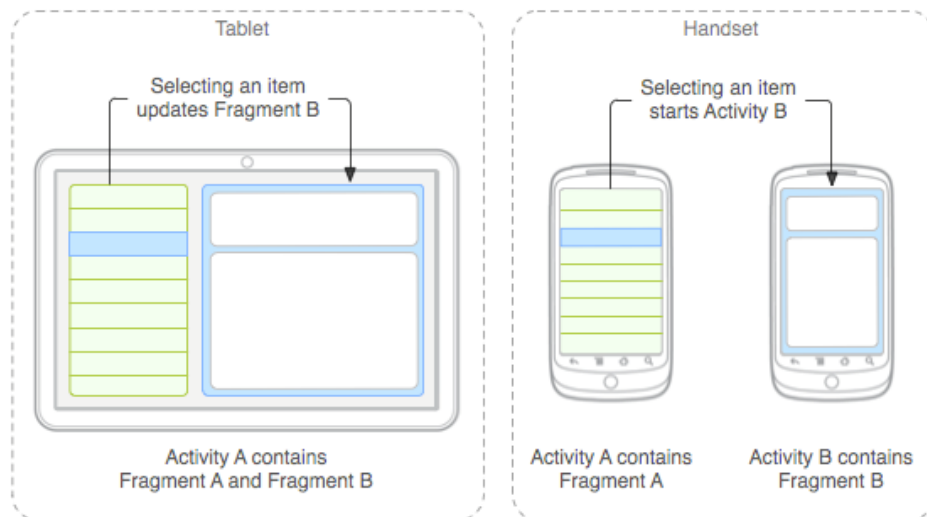 Tablet
Selecting an item
updates Fragment B
Activity A contains
Fragment A and Fragment B
Handset
Selecting an item
starts Activity B
Activity A contains
Fragment A
Activity B contains
Fragment B